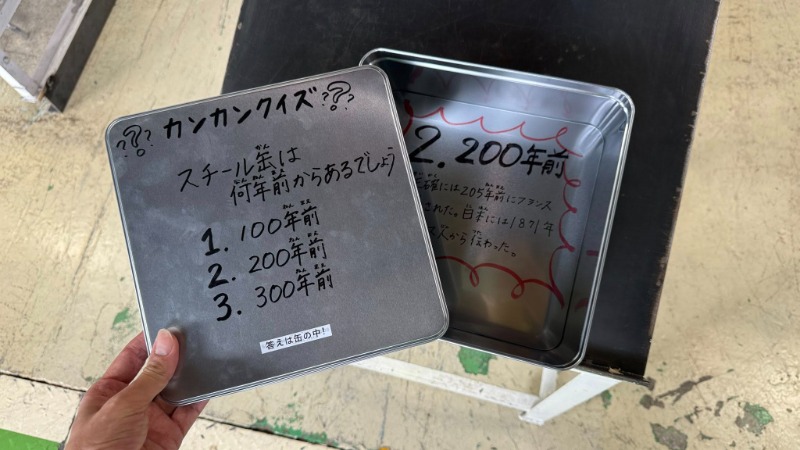 ??? カンカンクイズ ???
スチール缶は
何年前からあるでしょう
1. 100年前
2. 200年前
3. 300年前
答えは缶の中!
2. 200年前
確には205年前にフランス
された。日本には1871年
人から伝わった。